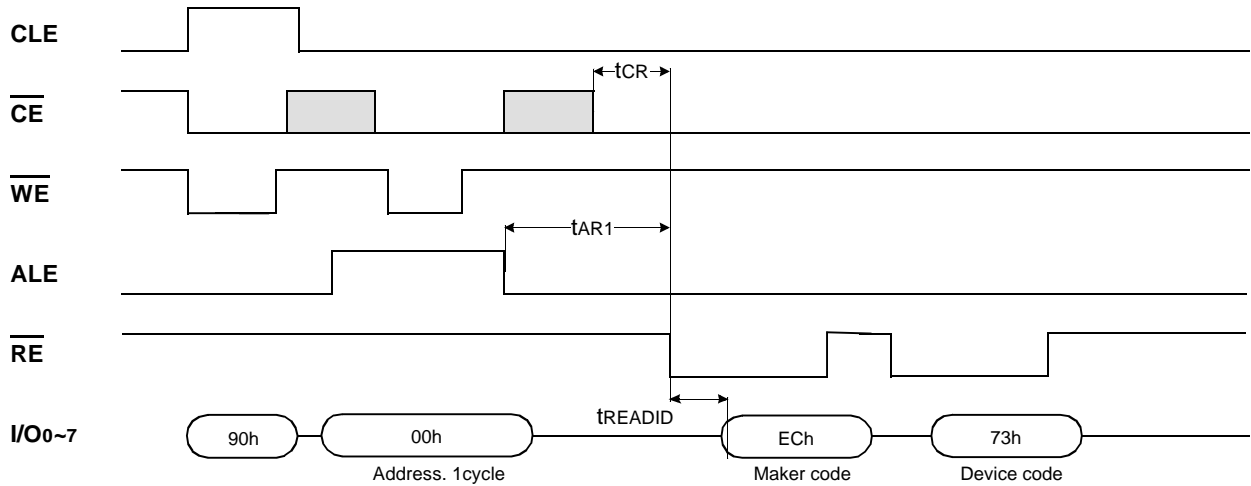 CLE
tCR
CE
WE
tAR1
ALE
RE
tREADID
I/O0~7
90h
00h
ECh
73h
Address. 1cycle
Maker code
Device code